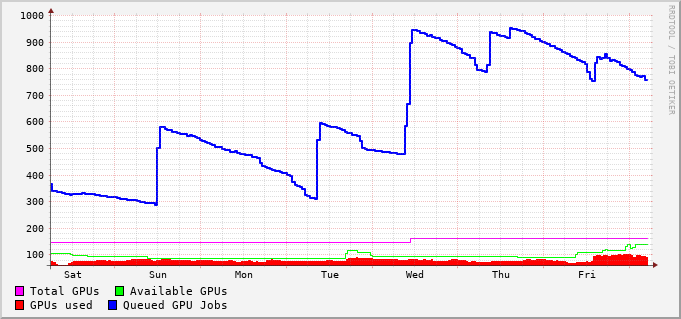 1000
900
800
700
600
500
400
300
200
100
Sat Sun Mon Tue Wed Thu Fri
Total GPUs Available GPUs
GPUs used Queued GPU Jobs
RRDTOOL / TOBI OETIKER